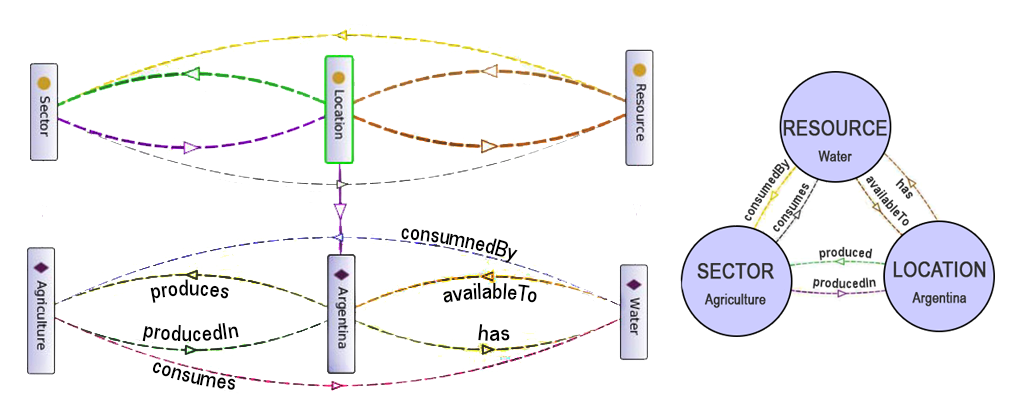 Sector
Location
Resource
consumnedBy
Agriculture
produces
Argentina
availableTo
Water
producedIn
has
consumes
RESOURCE
Water
consumedBy
consumes
availableTo
has
SECTOR
Agriculture
produced
producedIn
LOCATION
Argentina